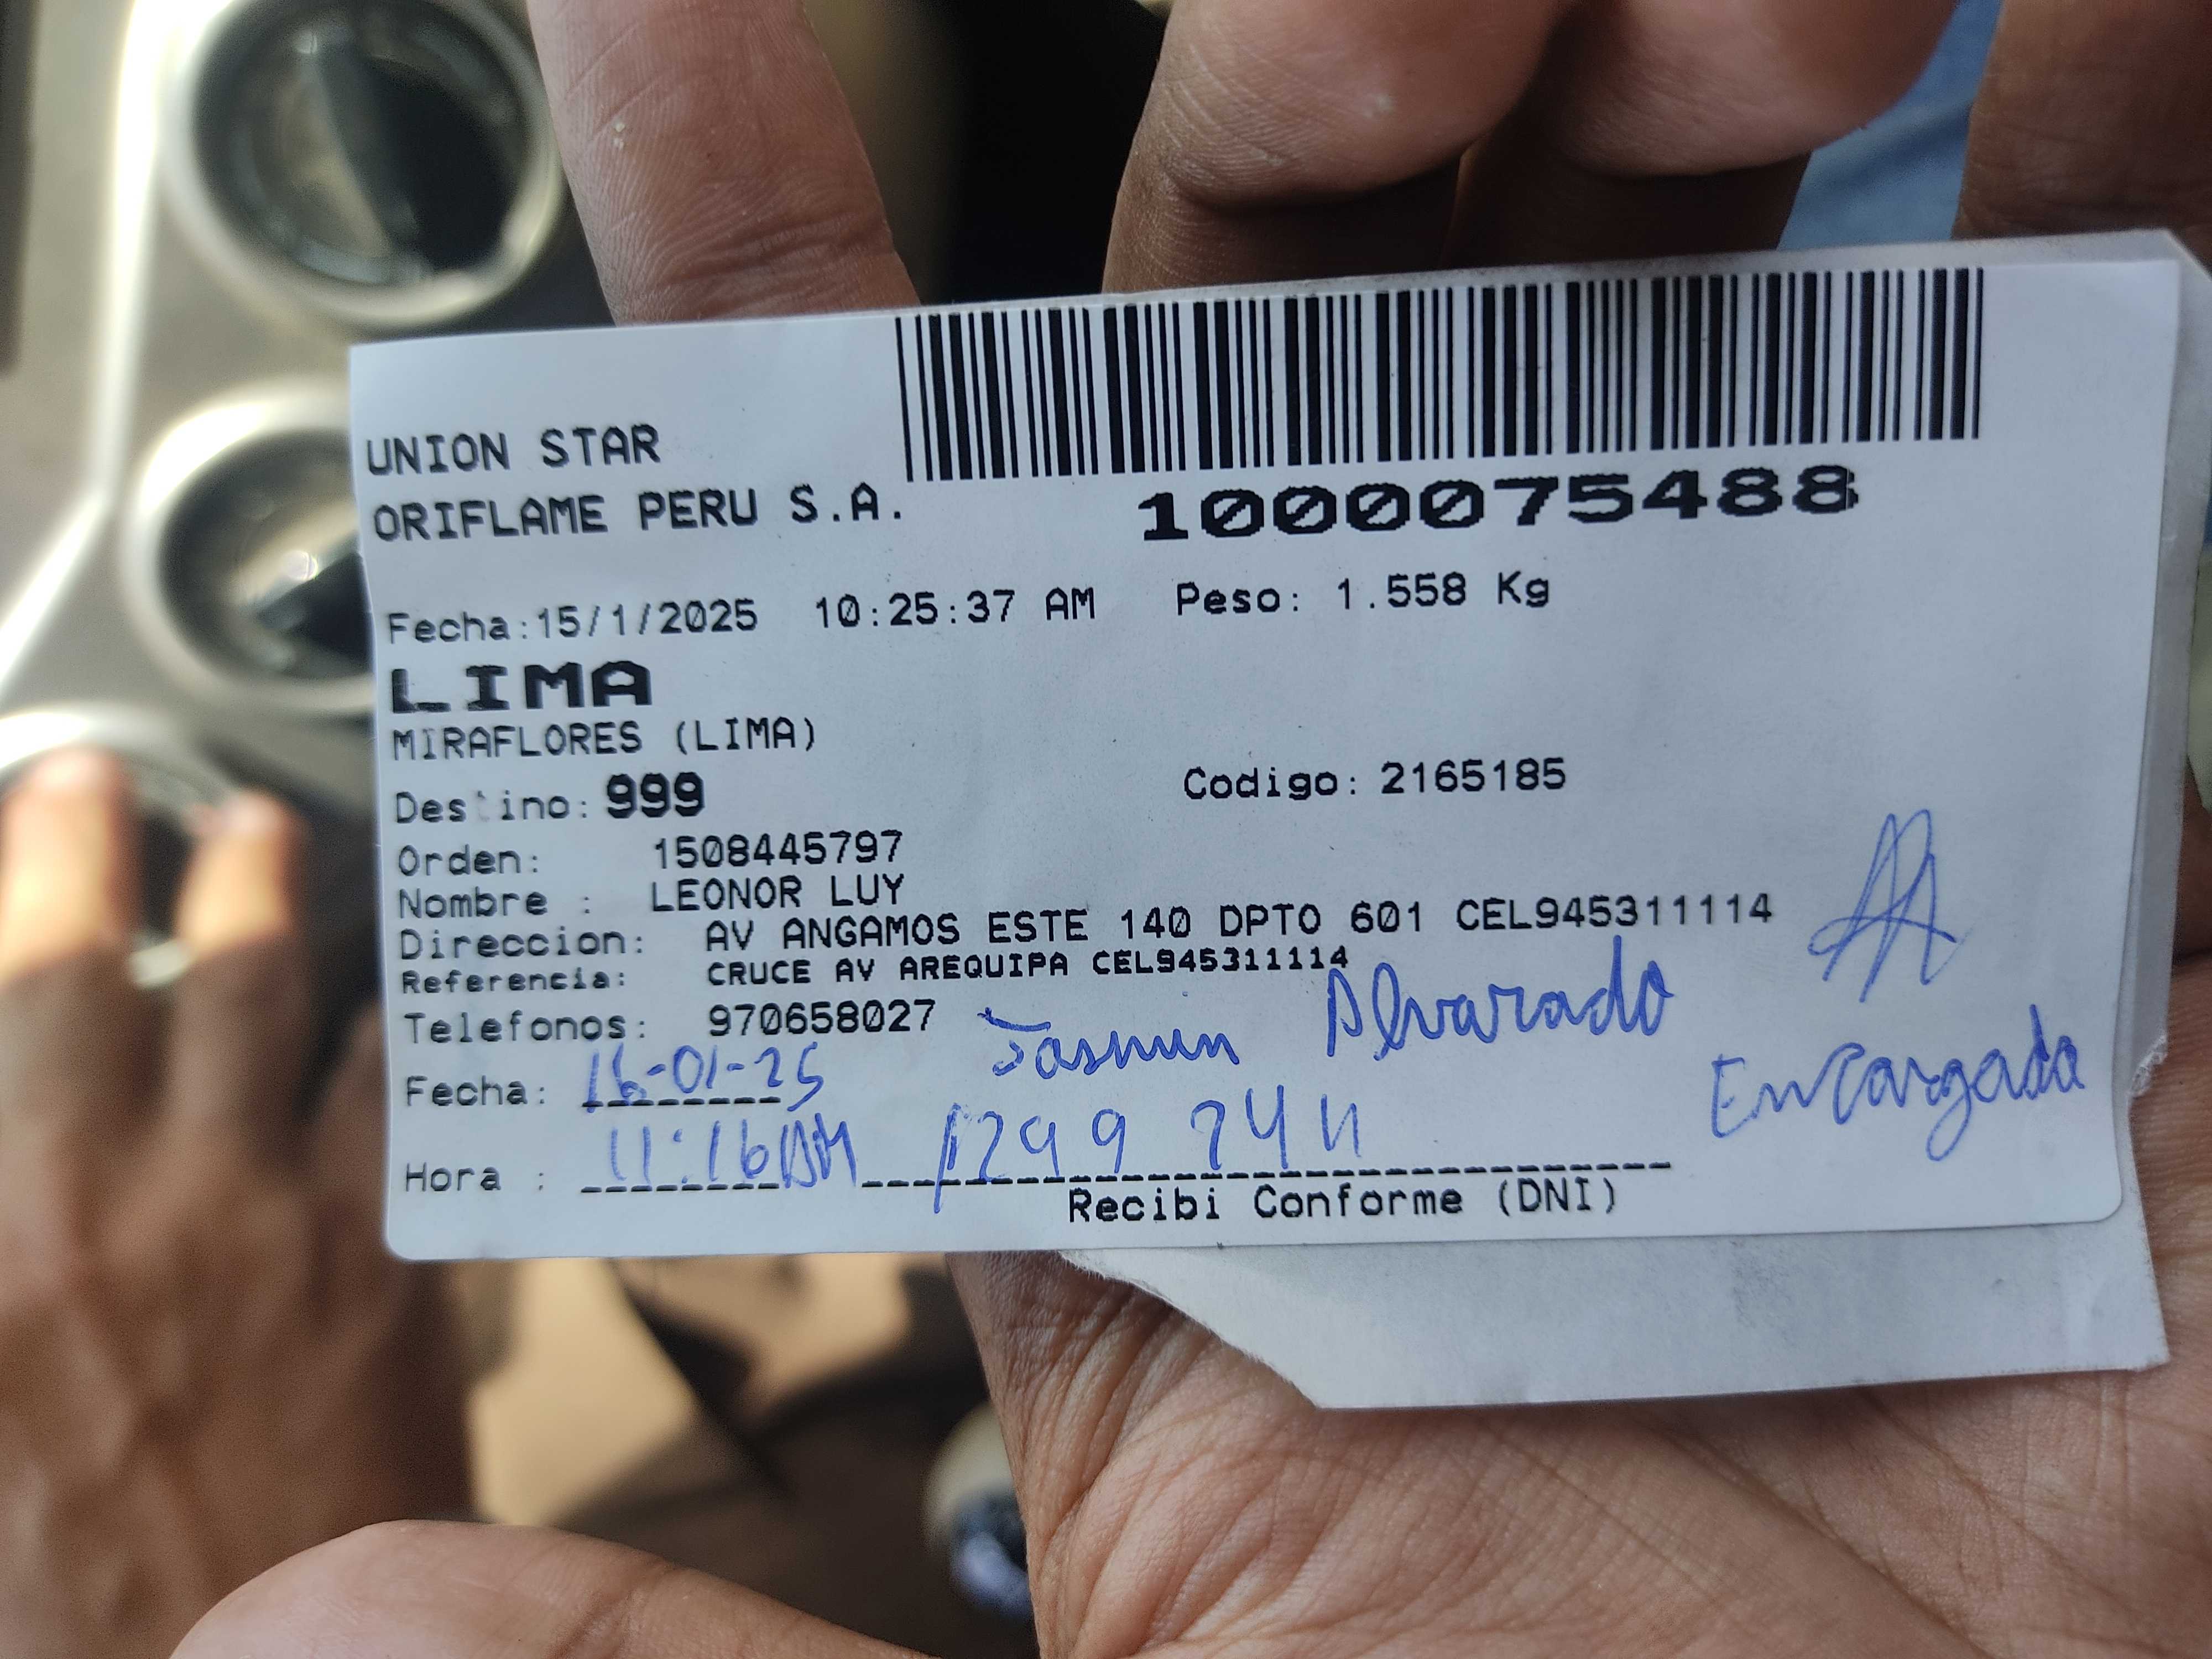 UNION STAR
ORIFLAME PERU S.A.
1000075488
Fecha:15/1/2025 10:25:37 AM Peso: 1.558 Kg
LIMA
MIRAFLORES (LIMA)
Destino: 999 Codigo: 2165185
Orden: 1508445797
Nombre : LEONOR LUY
Direccion: AV ANGAMOS ESTE 140 DPTO 601 CEL945311114
Referencia: CRUCE AV AREQUIPA CEL945311114
Telefonos: 970658027
Alvarado
Fecha: 16-01-25
Encargada
Hora : 11:16AM
Recibi Conforme (DNI)